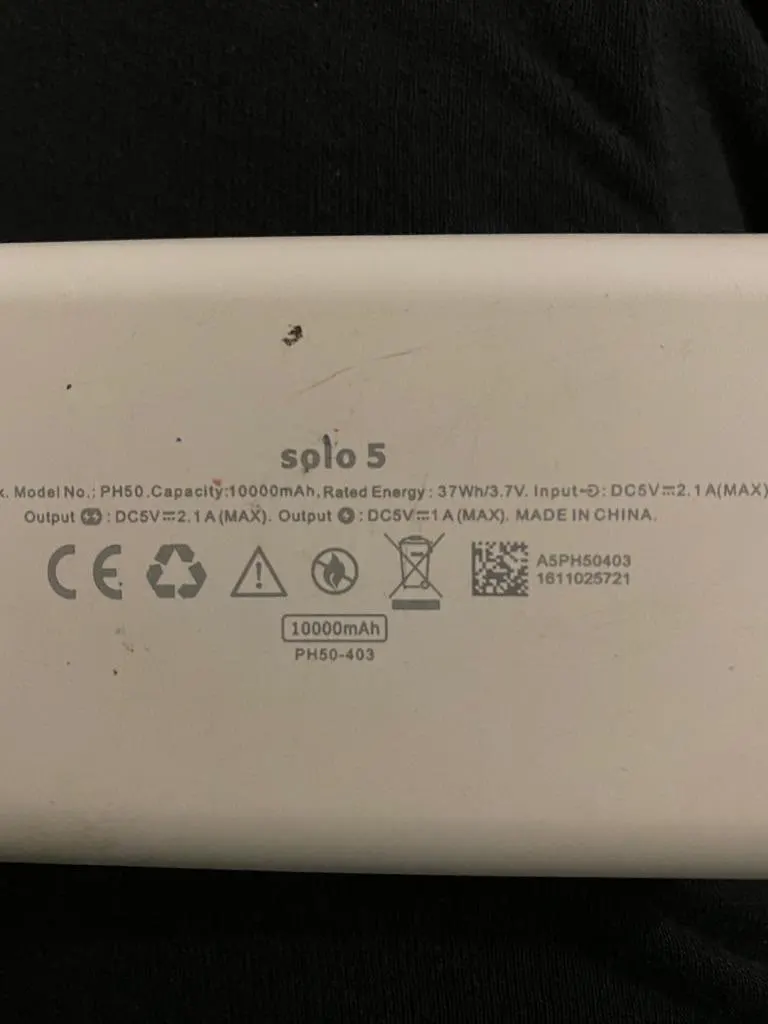 solo 5
. Model No.: PH50.Capacity:10000mAh, Rated Energy : 37Wh/3.7V. Input : DC5V⎓2.1A(MAX)
Output : DC5V⎓2.1A(MAX). Output : DC5V⎓1A(MAX). MADE IN CHINA.
CE
A5PH50403
1611025721
10000mAh
PH50-403